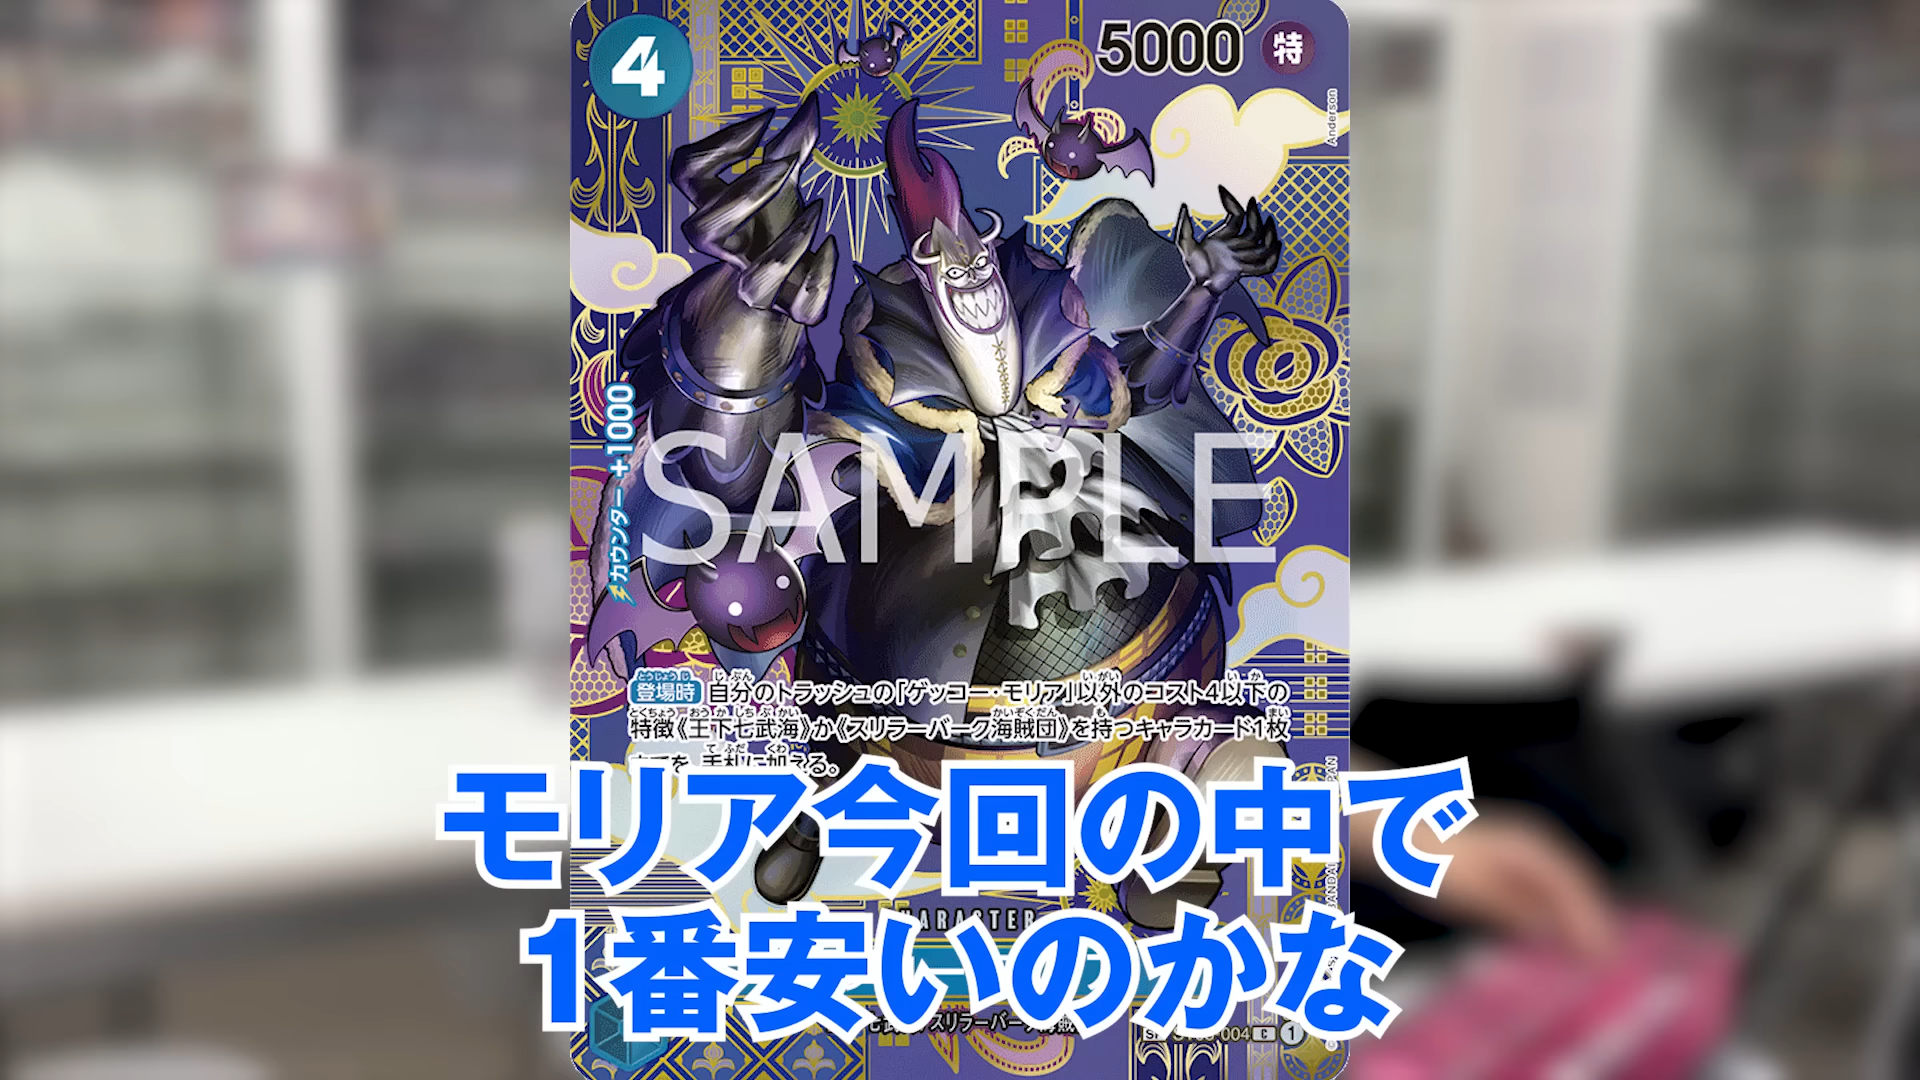 4
5000 特
Anderson
カウンター +1000
SAMPLE
登場時 自分のトラッシュの「ゲッコー・モリア」以外のコスト4以下の
特徴《王下七武海》か《スリラーバーク海賊団》を持つキャラカード1枚
手札に加える。
モリア今回の中で
1番安いのかな
スリラーバーク海賊
004 C 1